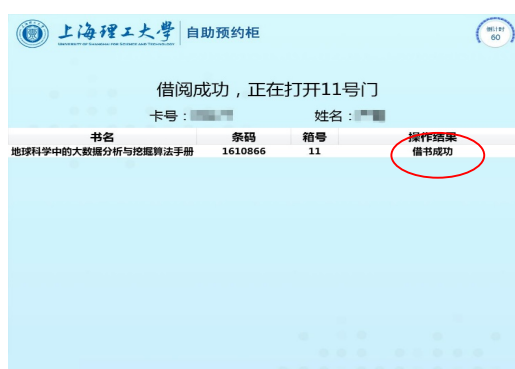 上海理工大学 自助预约柜
UNIVERSITY OF SHANGHAI FOR SCIENCE AND TECHNOLOGY
倒计时
60
借阅成功，正在打开11号门
卡号： 姓名：
书名 条码 箱号 操作结果
地球科学中的大数据分析与挖掘算法手册 1610866 11 借书成功